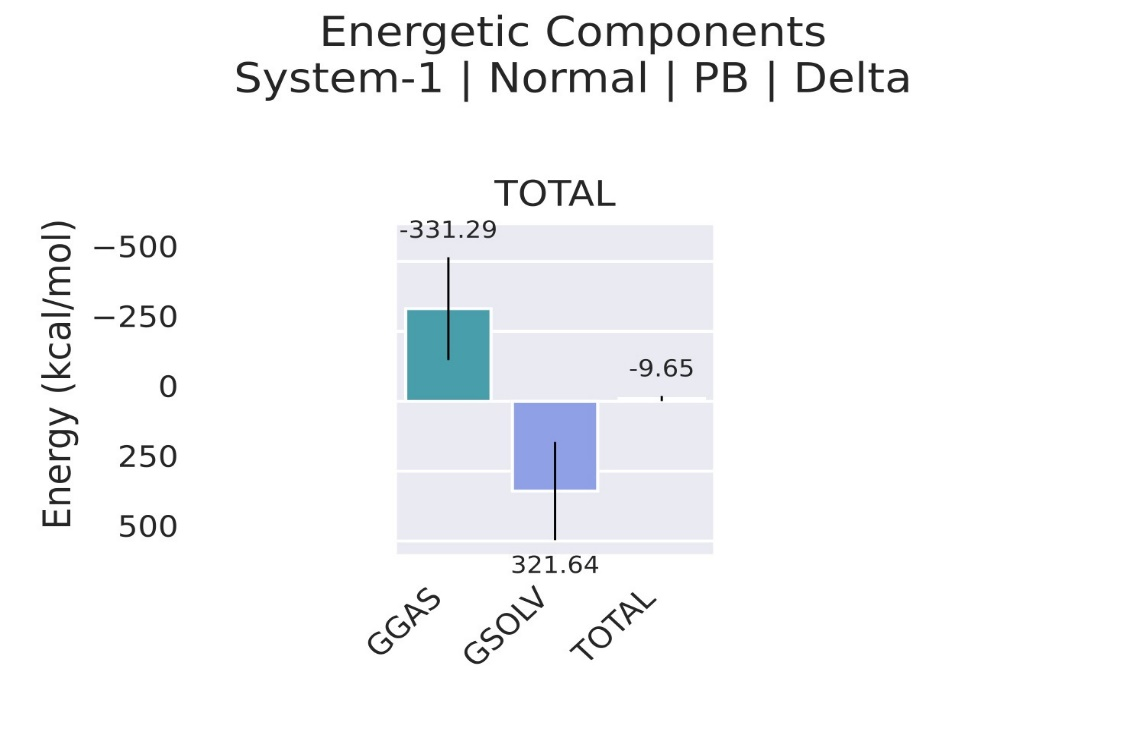 Energetic Components
System-1 | Normal | PB | Delta
TOTAL
Energy (kcal/mol)
−500
−250
0
250
500
-331.29
-9.65
321.64
GGAS
GSOLV
TOTAL